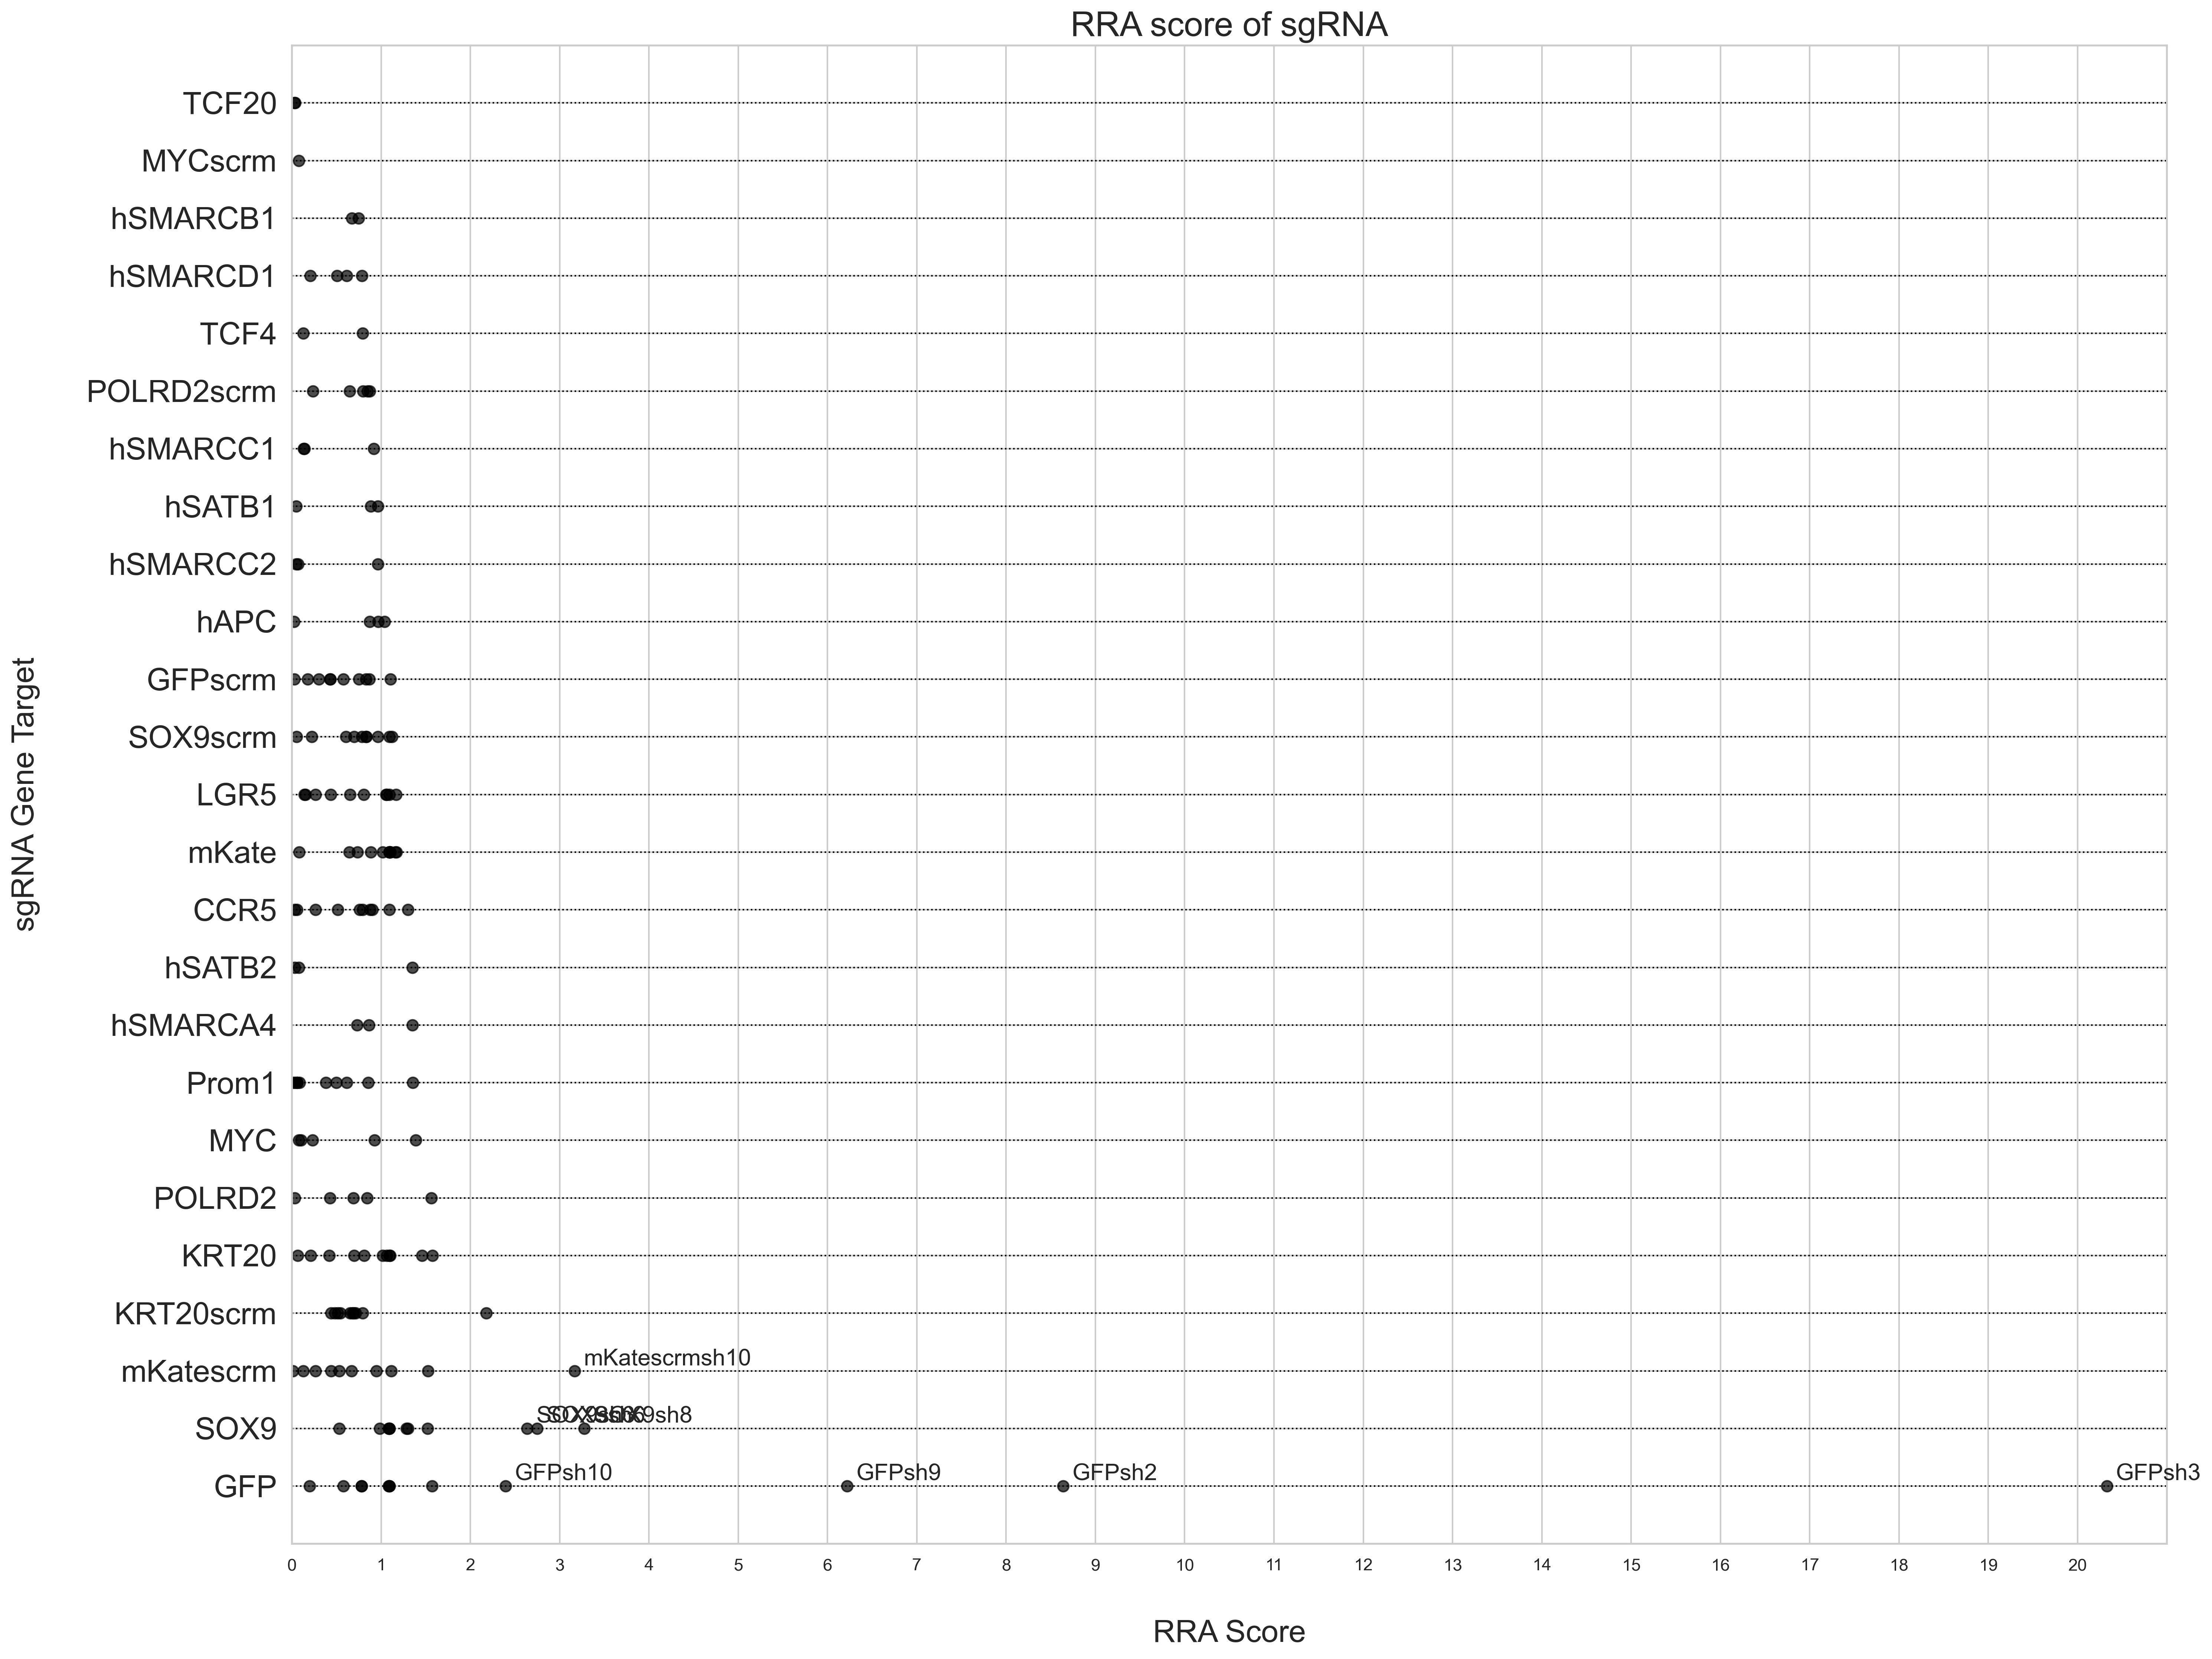 RRA score of sgRNA
TCF20
MYCscrm
hSMARCB1
hSMARCD1
TCF4
POLRD2scrm
hSMARCC1
hSATB1
hSMARCC2
hAPC
GFPscrm
SOX9scrm
LGR5
mKate
CCR5
hSATB2
hSMARCA4
Prom1
MYC
POLRD2
KRT20
KRT20scrm
mKatescrm
mKatescrmsh10
SOX9
GFP
GFPsh10
GFPsh9
GFPsh2
GFPsh3
0 1 2 3 4 5 6 7 8 9 10 11 12 13 14 15 16 17 18 19 20
RRA Score
sgRNA Gene Target